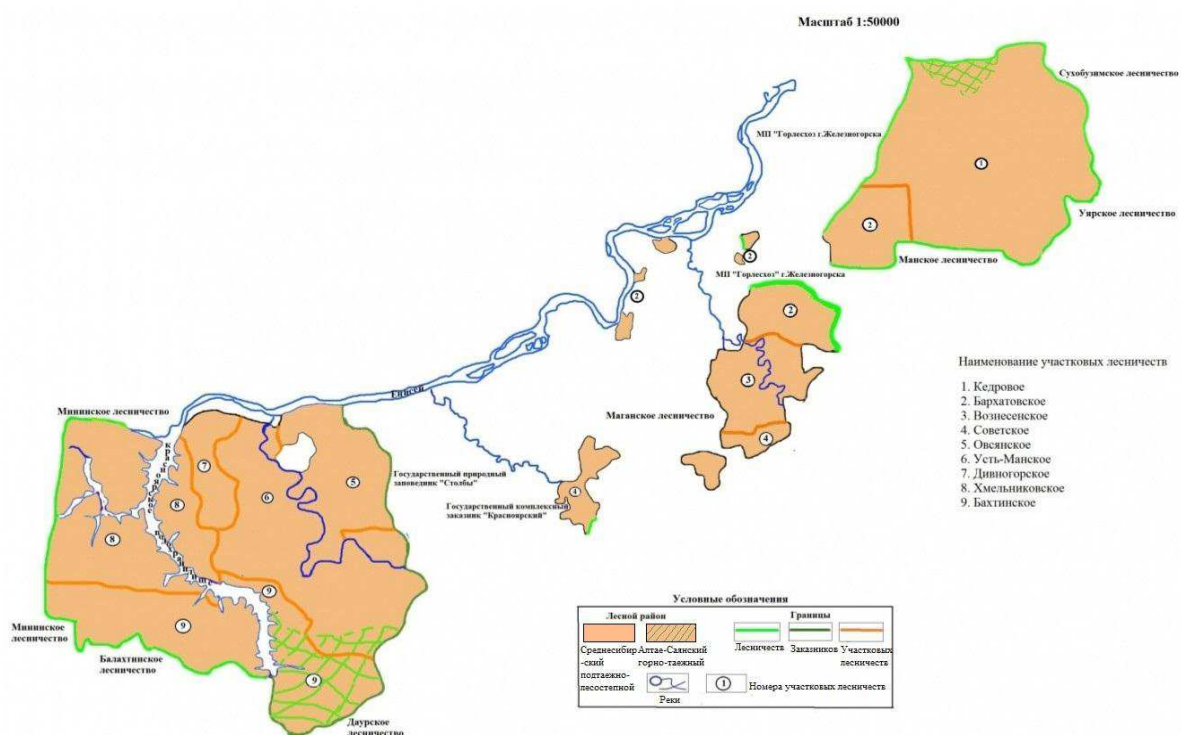 Масштаб 1:50000
Сухобузимское лесничество
МП "Горлесхоз г.Железногорска
1
Уярское лесничество
2
Манское лесничество
2
МП "Горлесхоз" г.Железногорска
2
2
Наименование участковых лесничеств
1. Кедровое
2. Бархатовское
3. Вознесенское
4. Советское
5. Овсянское
6. Усть-Манское
7. Дивногорское
8. Хмельниковское
9. Бахтинское
3
Енисей
Мининское лесничество
Маганское лесничество
4
красноярское водохранилище
7
Государственный природный
заповедник "Столбы"
5
6
8
4
Государственный комплексный
заказник "Красноярский"
8
9
9
Мининское
лесничество
Балахтинское
лесничество
9
Даурское
лесничество
Условные обозначения
Лесной район
Границы
Среднесибир
-ский
подтаежно-
лесостепной
Алтае-Саянский
горно-таежный
Лесничеств
Заказников
Участковых
лесничеств
Реки
1
Номера участковых лесничеств